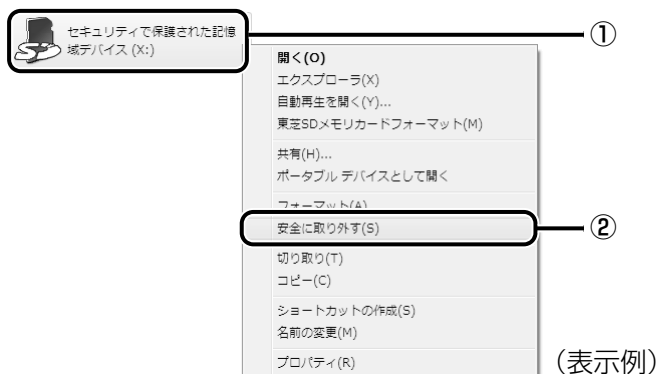 セキュリティで保護された記憶
域デバイス (X:)
①
開く(O)
エクスプローラ(X)
自動再生を開く(Y)...
東芝SDメモリカードフォーマット(M)
共有(H)...
ポータブル デバイスとして開く
フォーマット(A)
安全に取り外す(S)
②
切り取り(T)
コピー(C)
ショートカットの作成(S)
名前の変更(M)
プロパティ(R)
（表示例）